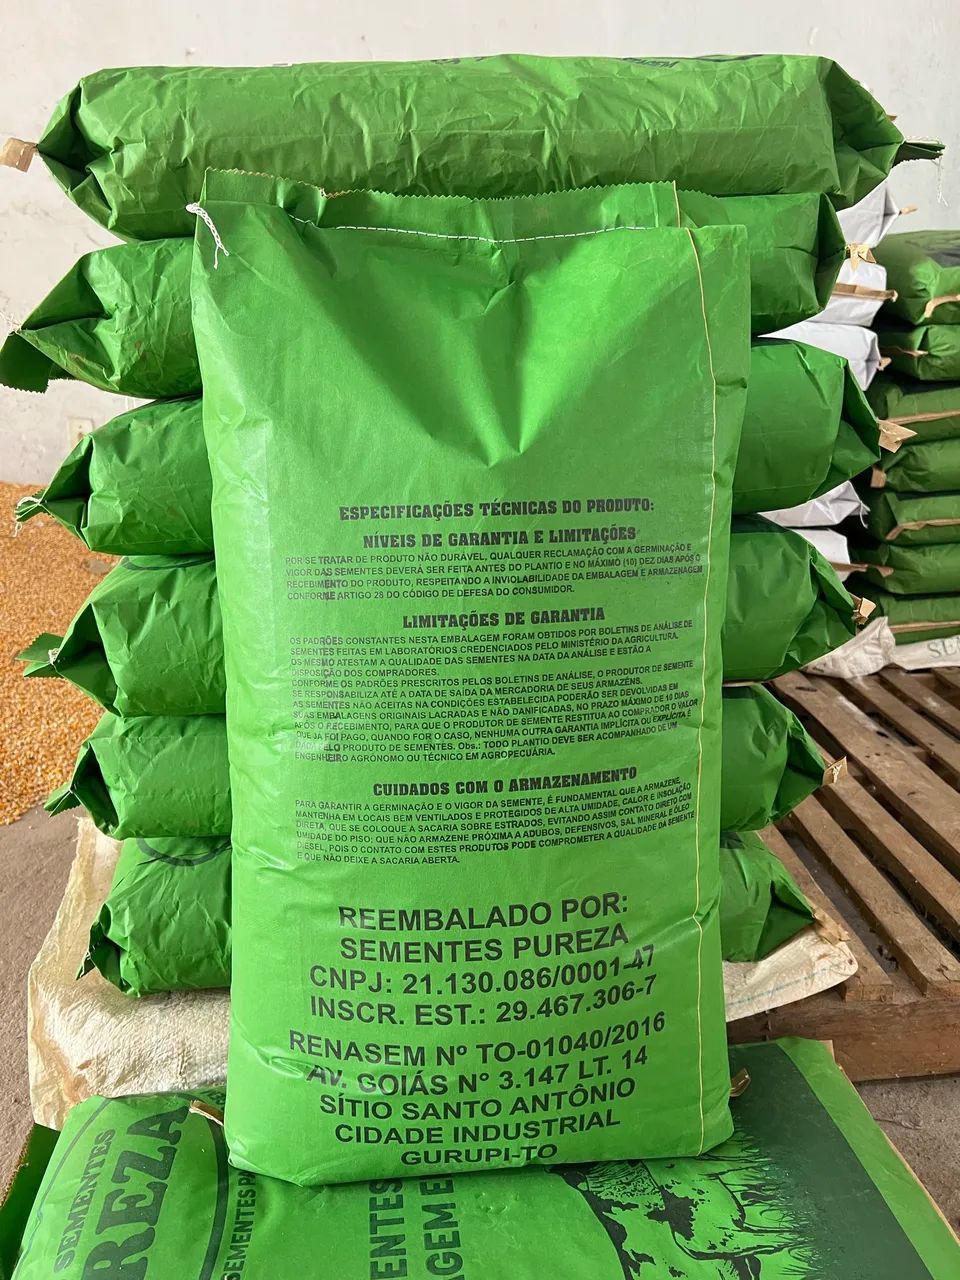 ESPECIFICAÇÕES TÉCNICAS DO PRODUTO:
NÍVEIS DE GARANTIA E LIMITAÇÕES
POR SE TRATAR DE PRODUTO NÃO DURÁVEL, QUALQUER RECLAMAÇÃO COM A GERMINAÇÃO E
VIGOR DAS SEMENTES DEVERÁ SER FEITA ANTES DO PLANTIO E NO MÁXIMO (10) DEZ DIAS APÓS O
RECEBIMENTO DO PRODUTO, RESPEITANDO A INVIOLABILIDADE DA EMBALAGEM E ARMAZENAGEM
CONFORME ARTIGO 28 DO CÓDIGO DE DEFESA DO CONSUMIDOR.
LIMITAÇÕES DE GARANTIA
OS PADRÕES CONSTANTES NESTA EMBALAGEM FORAM OBTIDOS POR BOLETINS DE ANÁLISE DE
SEMENTES FEITAS EM LABORATÓRIOS CREDENCIADOS PELO MINISTÉRIO DA AGRICULTURA.
OS MESMO ATESTAM A QUALIDADE DAS SEMENTES NA DATA DA ANÁLISE E ESTÃO A
DISPOSIÇÃO DOS COMPRADORES.
CONFORME OS PADRÕES PRESCRITOS PELOS BOLETINS DE ANÁLISE, O PRODUTOR DE SEMENTE
SE RESPONSABILIZA ATÉ A DATA DE SAÍDA DA MERCADORIA DE SEUS ARMAZÉNS.
AS SEMENTES NÃO ACEITAS NA CONDIÇÕES ESTABELECIDA PODERÃO SER DEVOLVIDAS EM
SUAS EMBALAGENS ORIGINAIS LACRADAS E NÃO DANIFICADAS, NO PRAZO MÁXIMO DE 10 DIAS
APÓS O RECEBIMENTO, PARA QUE O PRODUTOR DE SEMENTE RESTITUA AO COMPRADOR O VALOR
QUE JA FOI PAGO, QUANDO FOR O CASO, NENHUMA OUTRA GARANTIA IMPLÍCITA OU EXPLÍCITA É
DADA PELO PRODUTO DE SEMENTES. Obs.: TODO PLANTIO DEVE SER ACOMPANHADO DE UM
ENGENHEIRO AGRÔNOMO OU TÉCNICO EM AGROPECUÁRIA.
CUIDADOS COM O ARMAZENAMENTO
PARA GARANTIR A GERMINAÇÃO E O VIGOR DA SEMENTE, É FUNDAMENTAL QUE A ARMAZENE,
MANTENHA EM LOCAIS BEM VENTILADOS E PROTEGIDOS DE ALTA UMIDADE, CALOR E INSOLAÇÃO
DIRETA, QUE SE COLOQUE A SACARIA SOBRE ESTRADOS, EVITANDO ASSIM CONTATO DIRETO COM
UMIDADE DO PISO; QUE NÃO ARMAZENE PRÓXIMA A ADUBOS, DEFENSIVOS, SAL MINERAL E ÓLEO
DIESEL, POIS O CONTATO COM ESTES PRODUTOS PODE COMPROMETER A QUALIDADE DA SEMENTE
E QUE NÃO DEIXE A SACARIA ABERTA.
REEMBALADO POR:
SEMENTES PUREZA
CNPJ: 21.130.086/0001-47
INSCR. EST.: 29.467.306-7
RENASEM Nº TO-01040/2016
AV. GOIÁS Nº 3.147 LT. 14
SÍTIO SANTO ANTÔNIO
CIDADE INDUSTRIAL
GURUPI-TO
SEMENTES
REZA
SEMENTES PA
ENTES
AGEME